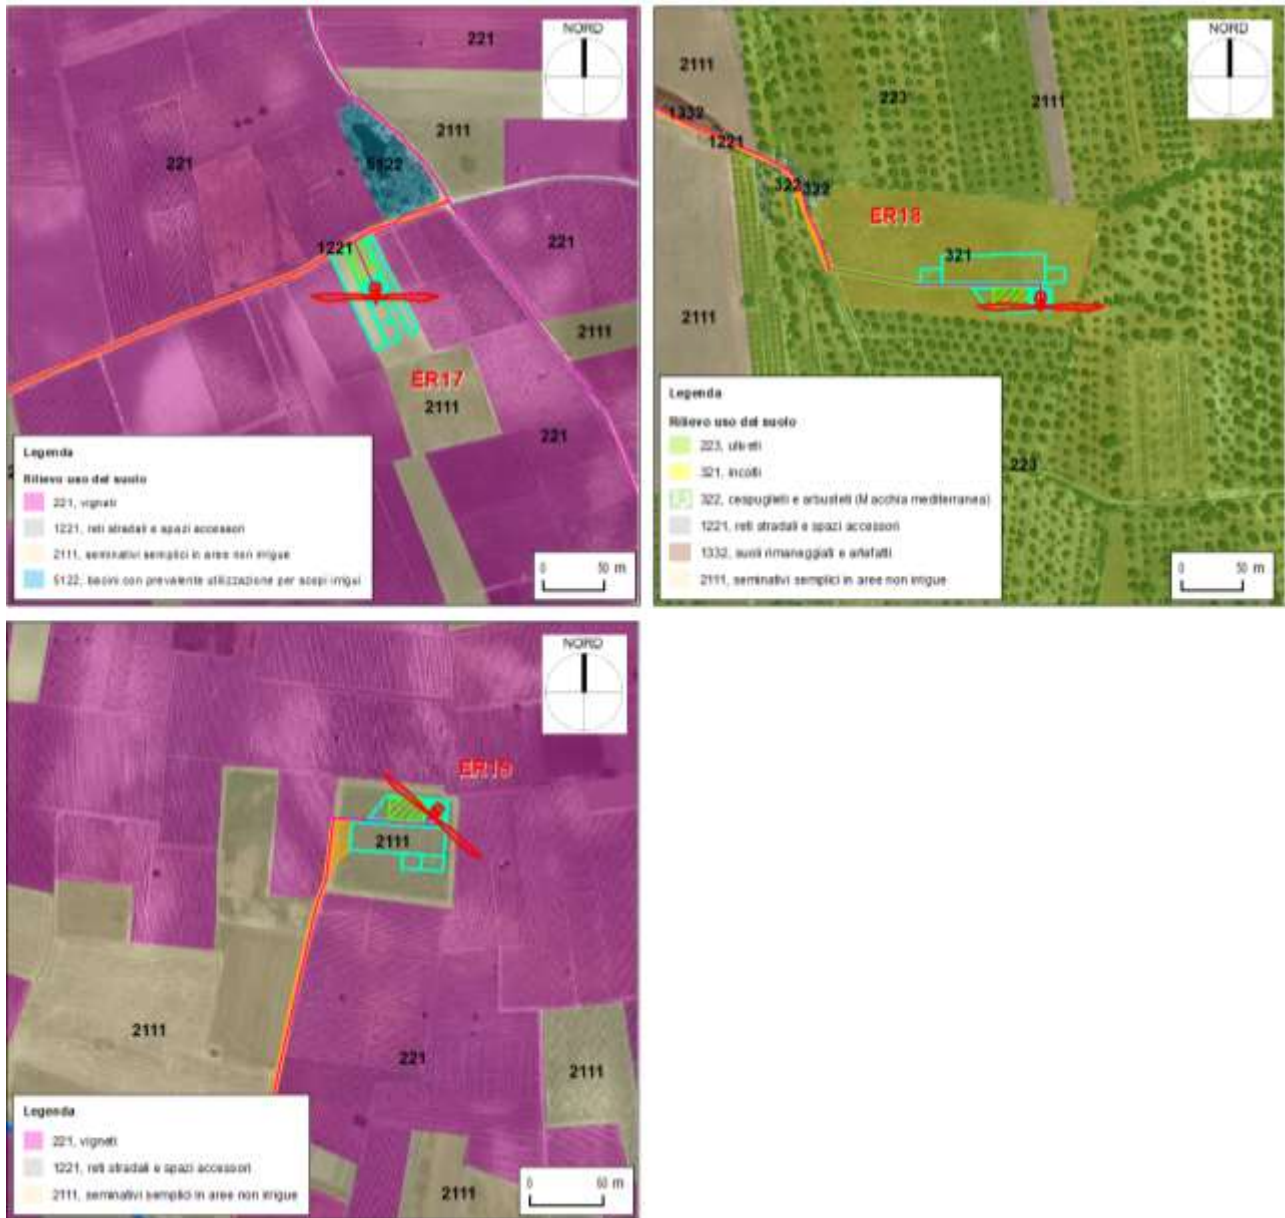 221
NORD
2111
221
5122
1221
221
2111
ER17
2111
221
Legenda
Rilievo uso del suolo
221, vigneti
1221, reti stradali e spazi accessori
2111, seminativi semplici in aree non irrigue
5122, bacini con prevalente utilizzazione per scopi irrigui
0 50 m
NORD
2111
223
2111
1332
1221
322
322
ER18
321
2111
223
Legenda
Rilievo uso del suolo
223, uliveti
321, incolti
322, cespuglieti e arbusteti (Macchia mediterranea)
1221, reti stradali e spazi accessori
1332, suoli rimaneggiati e artefatti
2111, seminativi semplici in aree non irrigue
0 50 m
NORD
ER19
2111
2111
221
2111
2111
Legenda
221, vigneti
1221, reti stradali e spazi accessori
2111, seminativi semplici in aree non irrigue
0 50 m